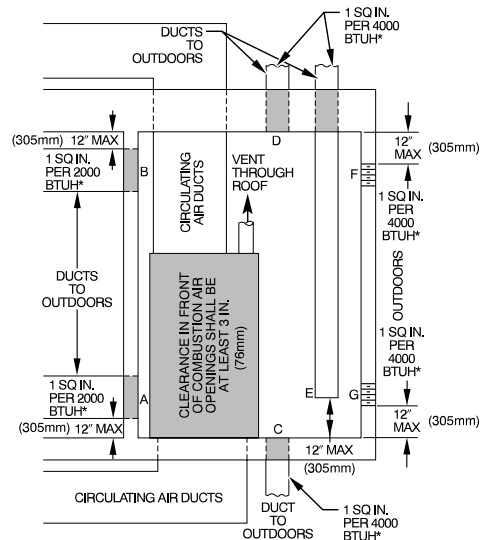 1 SQ IN.
PER 4000
BTUH*
DUCTS
TO
OUTDOORS
12" MAX
(305mm)
1 SQ IN.
PER 2000
BTUH*
B
CIRCULATING
AIR DUCTS
VENT
THROUGH
ROOF
D
12"
MAX
(305mm)
F
1 SQ IN.
PER
4000
BTUH*
DUCTS
TO
OUTDOORS
CLEARANCE IN FRONT
OF COMBUSTION AIR
OPENINGS SHALL BE
AT LEAST 3 IN.
(76mm)
OUTDOORS
1 SQ IN.
PER
4000
BTUH*
1 SQ IN.
PER 2000
BTUH*
A
E
G
(305mm)
12" MAX
C
12" MAX
(305mm)
12"
MAX
(305mm)
CIRCULATING AIR DUCTS
DUCT
TO
OUTDOORS
1 SQ IN.
PER 4000
BTUH*